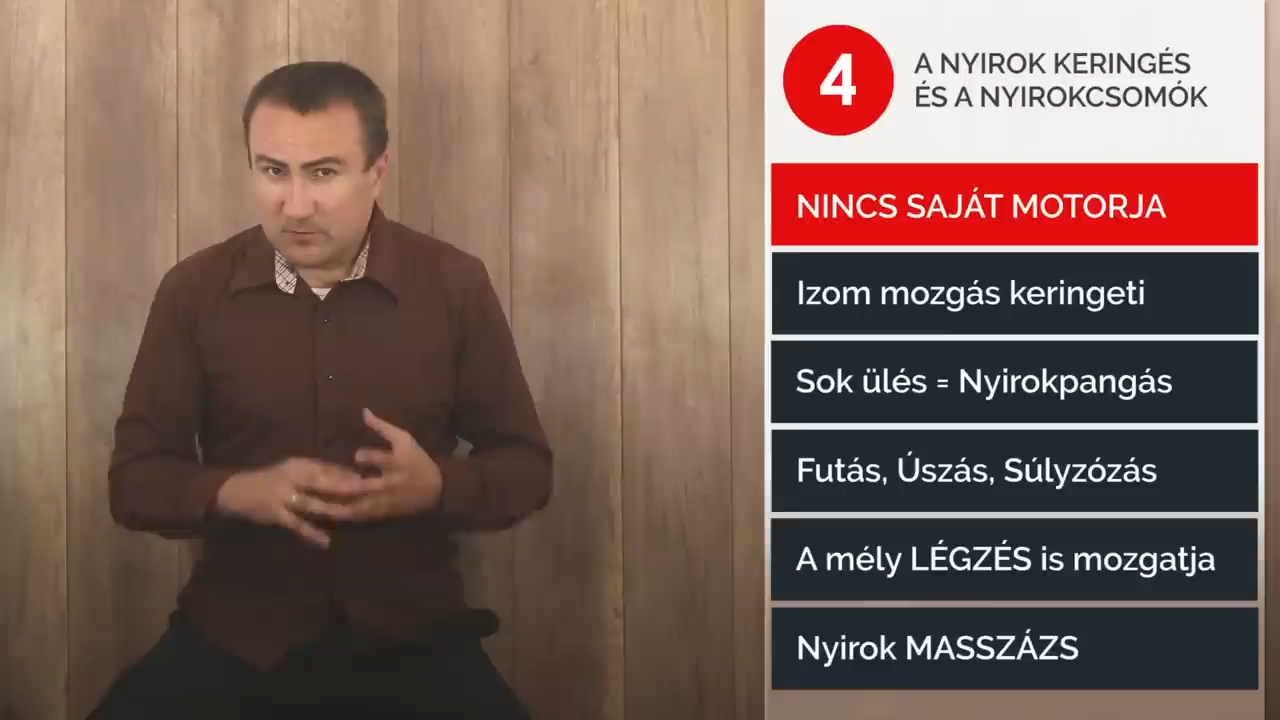 4
A NYIROK KERINGÉS
ÉS A NYIROKCSOMÓK
NINCS SAJÁT MOTORJA
Izom mozgás keringeti
Sok ülés = Nyirokpangás
Futás, Úszás, Súlyzózás
A mély LÉGZÉS is mozgatja
Nyirok MASSZÁZS